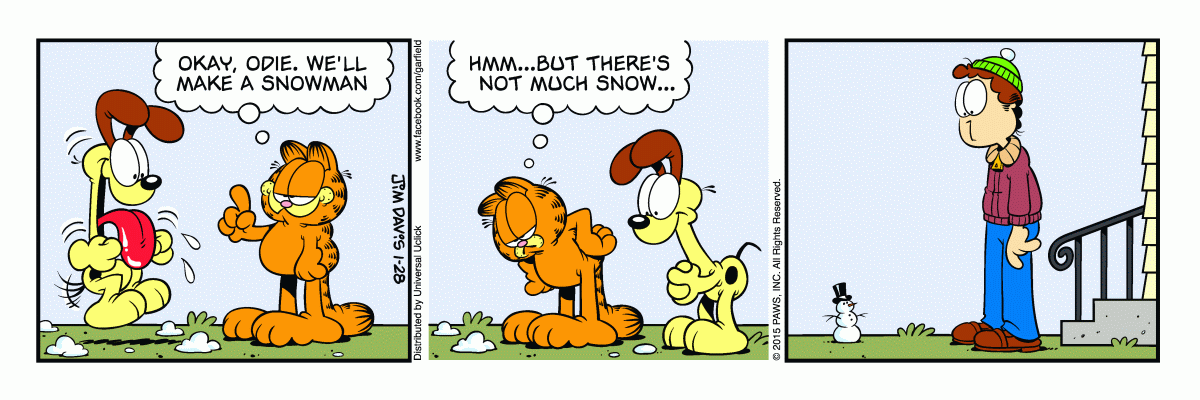 OKAY, ODIE. WE'LL
MAKE A SNOWMAN
www.facebook.com/garfield
Distributed by Universal Uclick
JIM DAVIS 1-28
HMM...BUT THERE'S
NOT MUCH SNOW...
© 2015 PAWS, INC. All Rights Reserved.